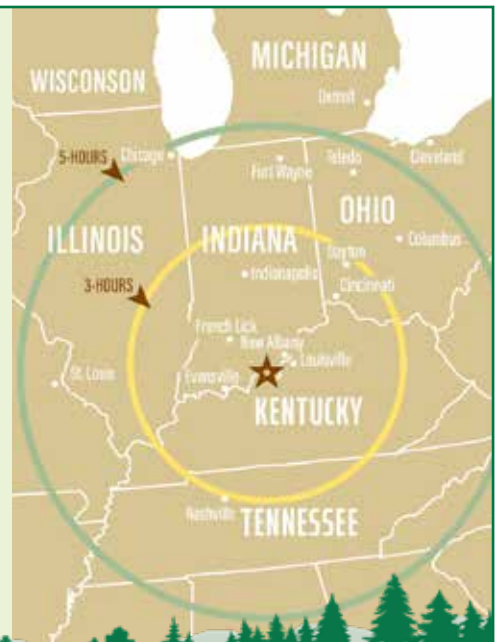 MICHIGAN
WISCONSIN
Detroit
5-HOURS
Chicago
Toledo
Cleveland
Fort Wayne
OHIO
ILLINOIS
INDIANA
Columbus
Dayton
Indianapolis
3-HOURS
Cincinnati
French Lick
New Albany
Louisville
St. Louis
Evansville
KENTUCKY
Nashville
TENNESSEE